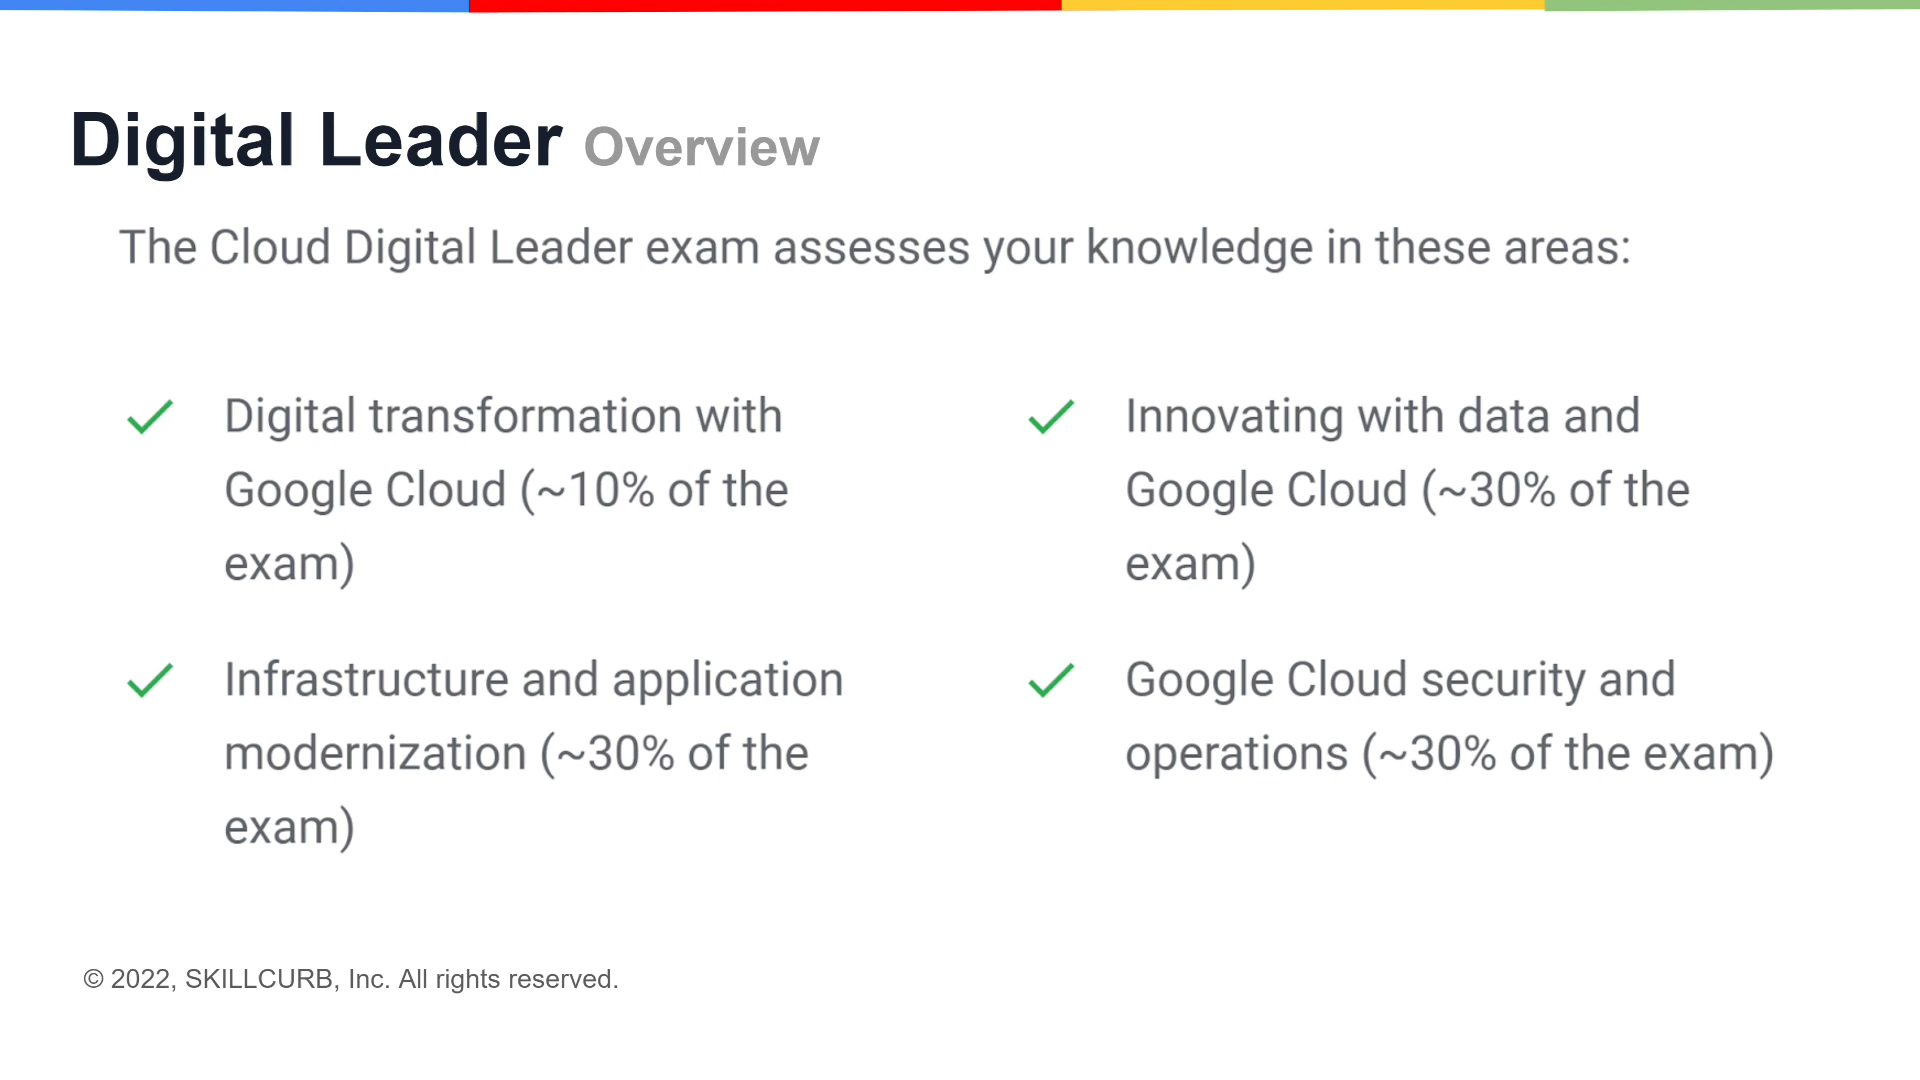 Digital Leader Overview
The Cloud Digital Leader exam assesses your knowledge in these areas:
Digital transformation with
Google Cloud (~10% of the
exam)
Innovating with data and
Google Cloud (~30% of the
exam)
Infrastructure and application
modernization (~30% of the
exam)
Google Cloud security and
operations (~30% of the exam)
© 2022, SKILLCURB, Inc. All rights reserved.